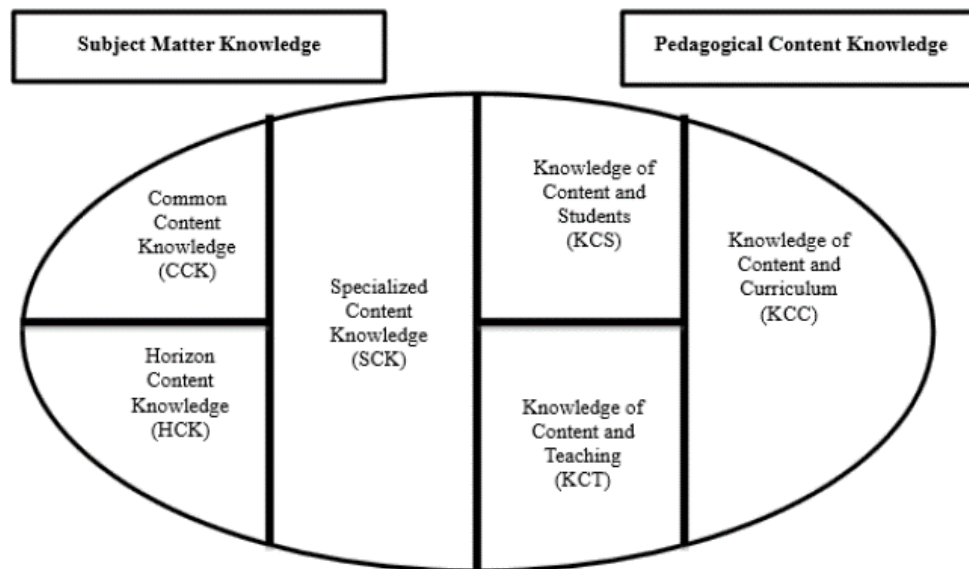 Subject Matter Knowledge
Pedagogical Content Knowledge
Common
Content
Knowledge
(CCK)
Horizon
Content
Knowledge
(HCK)
Specialized
Content
Knowledge
(SCK)
Knowledge of
Content and
Students
(KCS)
Knowledge of
Content and
Teaching
(KCT)
Knowledge of
Content and
Curriculum
(KCC)